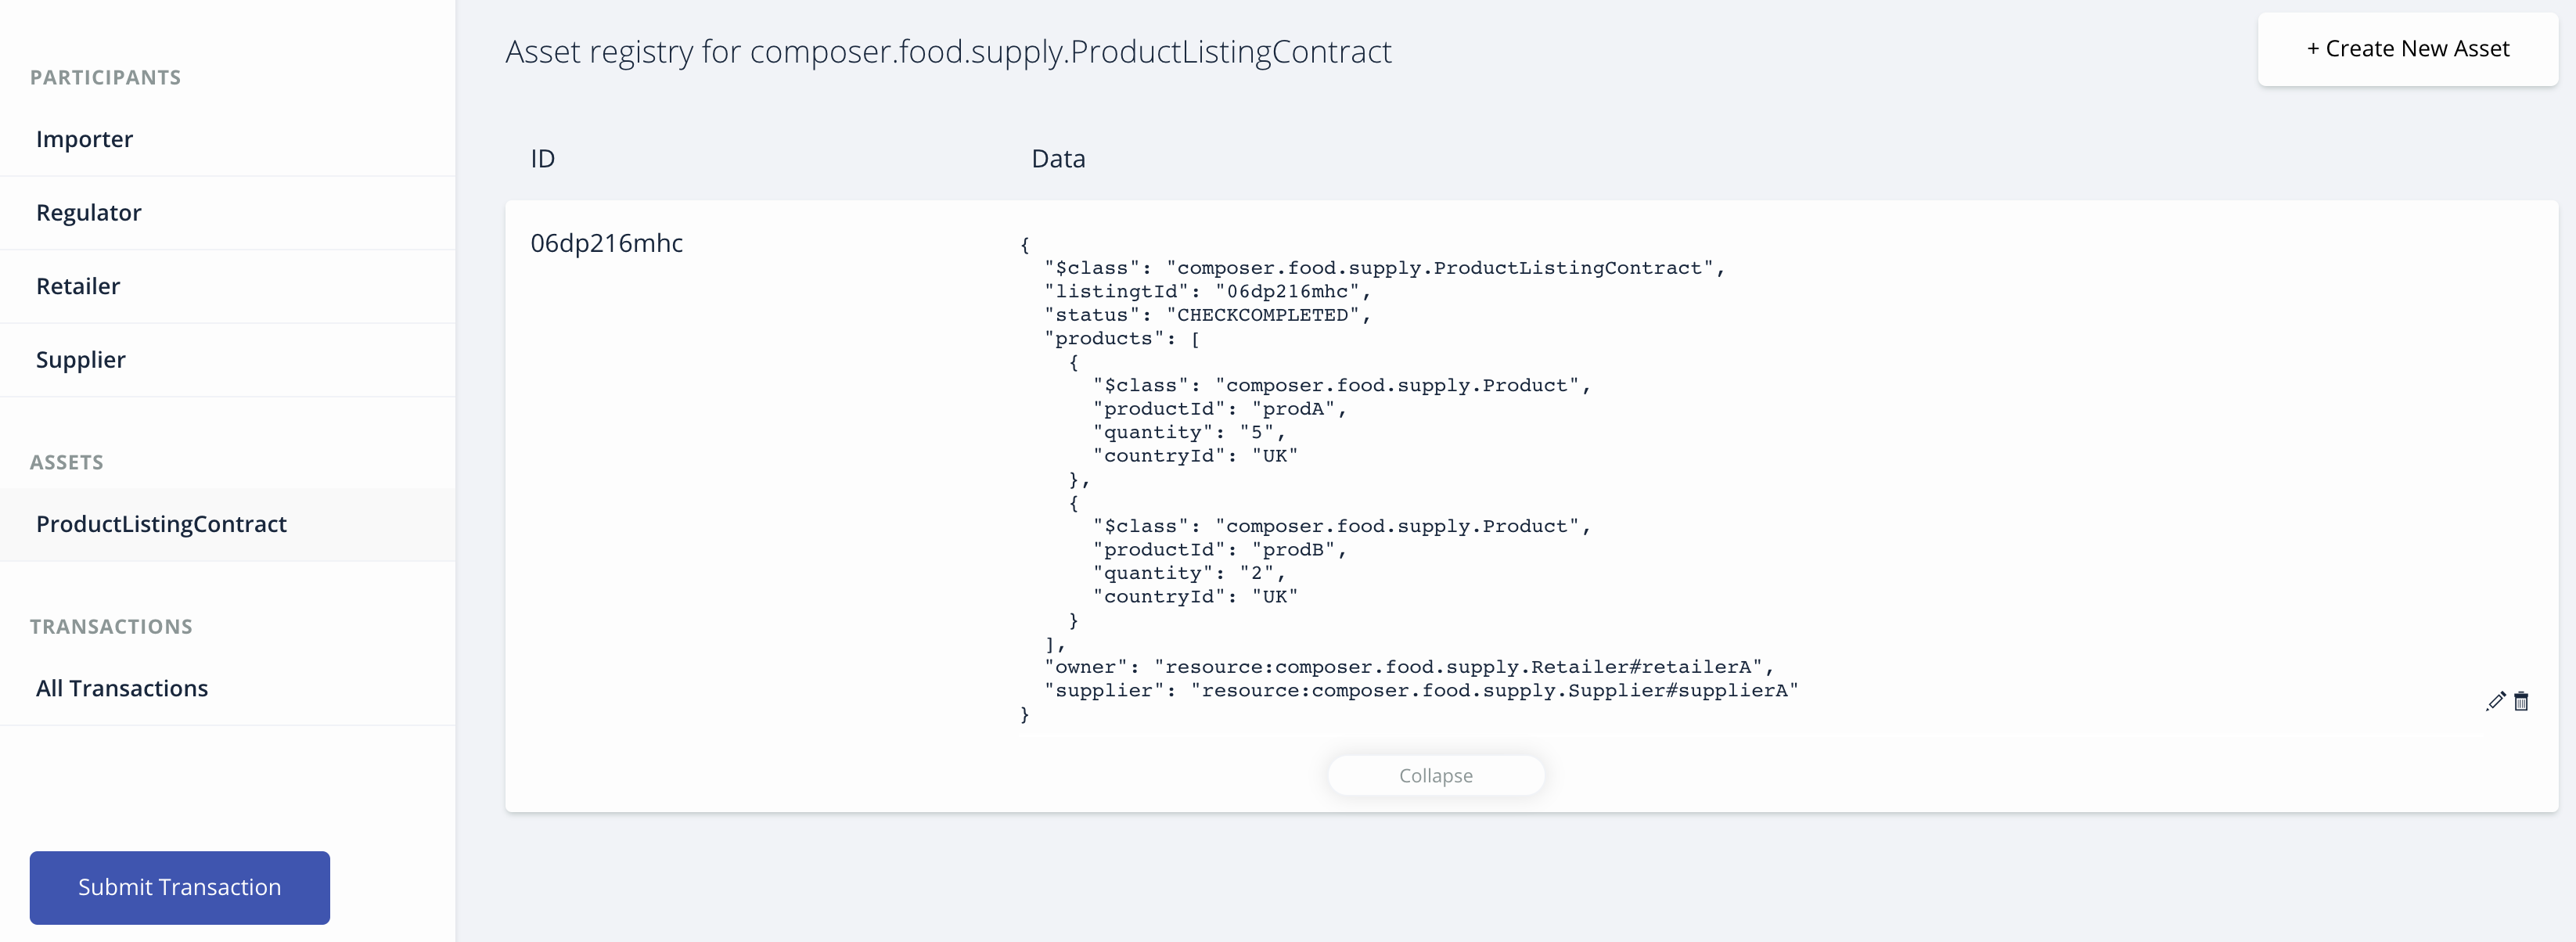 PARTICIPANTS
Importer
Regulator
Retailer
Supplier
ASSETS
ProductListingContract
TRANSACTIONS
All Transactions
Submit Transaction
Asset registry for composer.food.supply.ProductListingContract
+ Create New Asset
ID Data
06dp216mhc
{
"$class": "composer.food.supply.ProductListingContract",
"listingtId": "06dp216mhc",
"status": "CHECKCOMPLETED",
"products": [
{
"$class": "composer.food.supply.Product",
"productId": "prodA",
"quantity": "5",
"countryId": "UK"
},
{
"$class": "composer.food.supply.Product",
"productId": "prodB",
"quantity": "2",
"countryId": "UK"
}
],
"owner": "resource:composer.food.supply.Retailer#retailerA",
"supplier": "resource:composer.food.supply.Supplier#supplierA"
}
Collapse